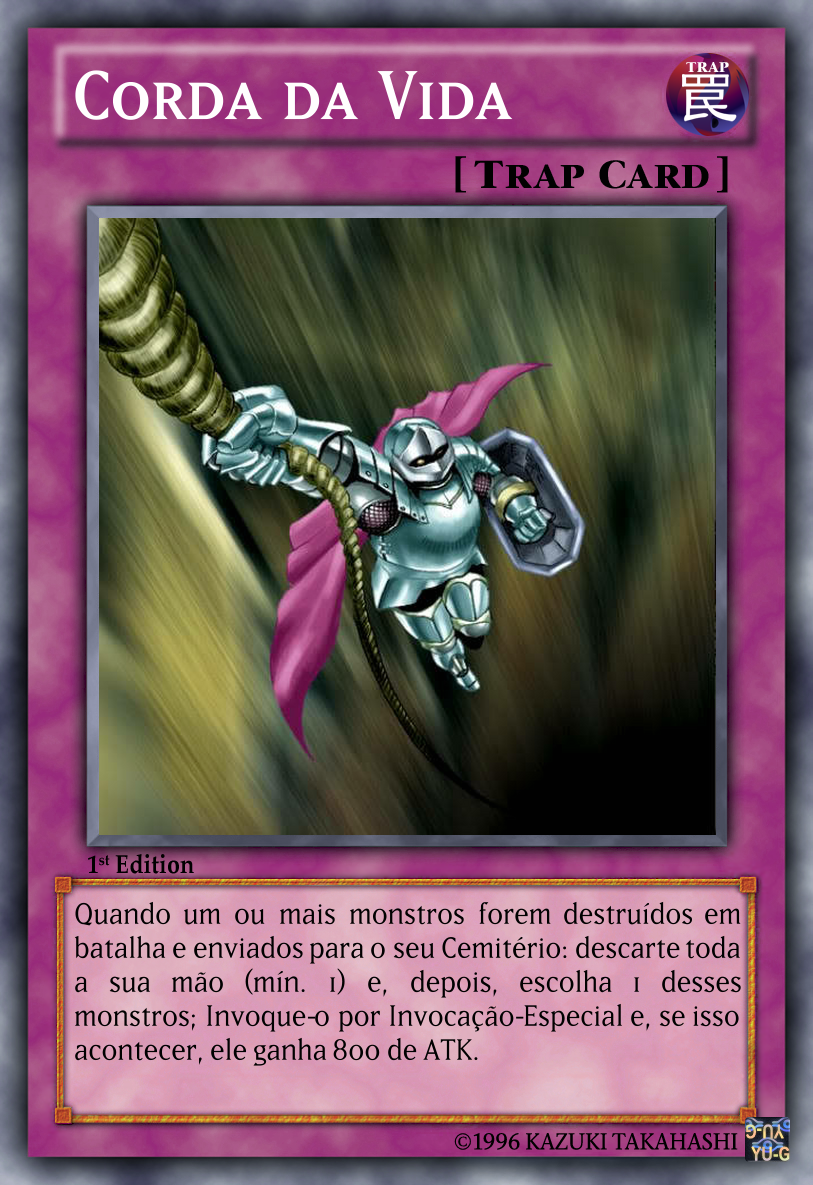 Corda da Vida
TRAP
罠
[Trap Card]
1st Edition
Quando um ou mais monstros forem destruídos em
batalha e enviados para o seu Cemitério: descarte toda
a sua mão (mín. 1) e, depois, escolha 1 desses
monstros; Invoque-o por Invocação-Especial e, se isso
acontecer, ele ganha 800 de ATK.
©1996 KAZUKI TAKAHASHI
YU-G
YU-G